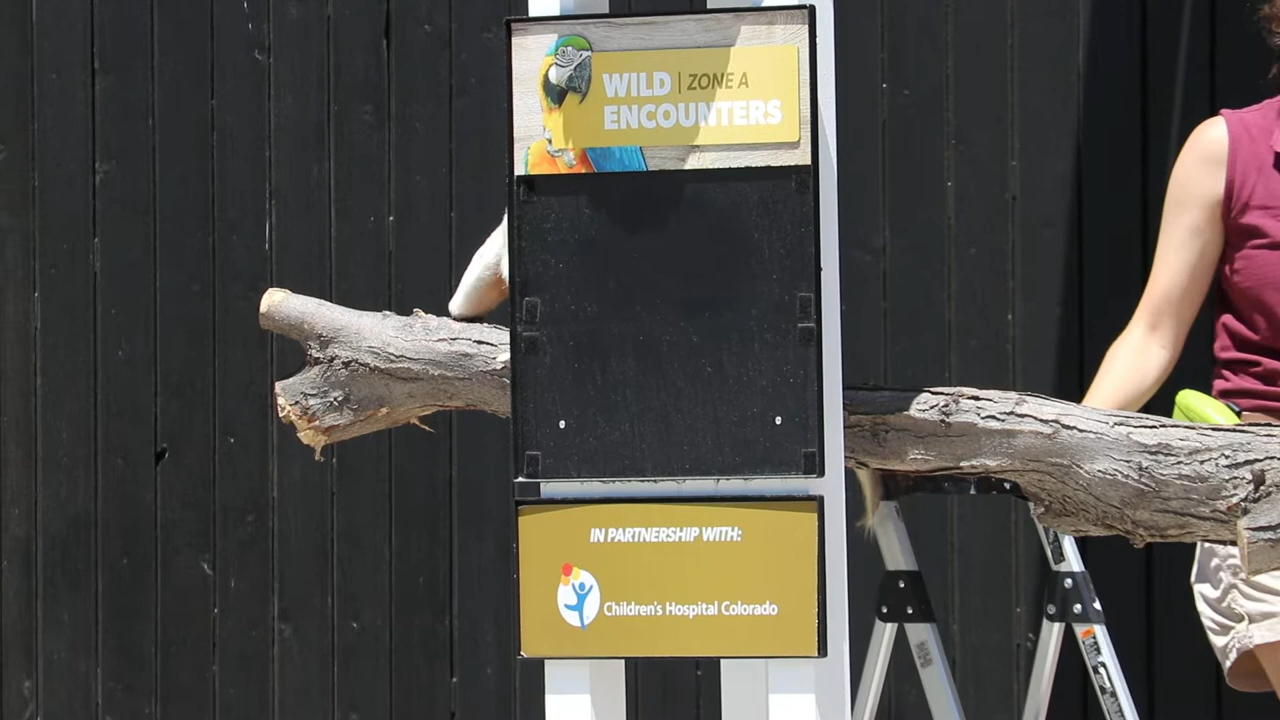 WILD | ZONE A
ENCOUNTERS
IN PARTNERSHIP WITH:
Children's Hospital Colorado